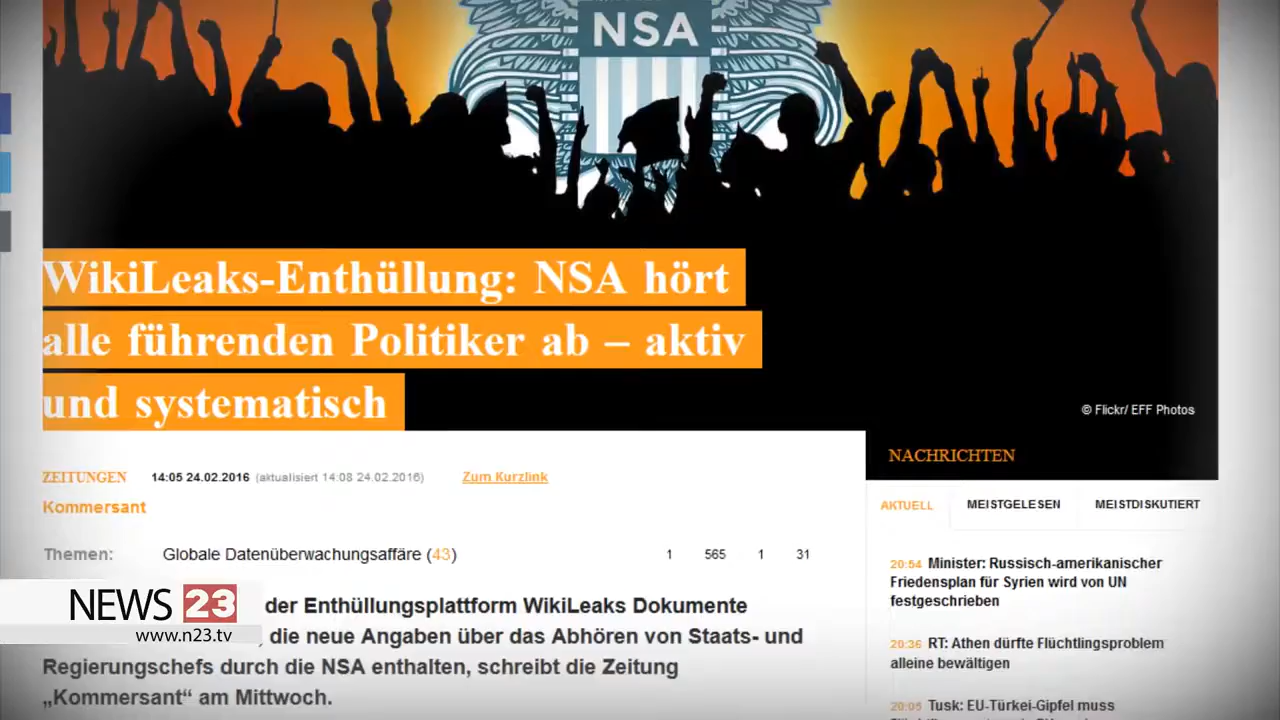 NSA
WikiLeaks-Enthüllung: NSA hört
alle führenden Politiker ab – aktiv
und systematisch
© Flickr/ EFF Photos
ZEITUNGEN 14:05 24.02.2016 (aktualisiert 14:08 24.02.2016) Zum Kurzlink
Kommersant
Themen: Globale Datenüberwachungsaffäre (43) 1 565 1 31
der Enthüllungsplattform WikiLeaks Dokumente
die neue Angaben über das Abhören von Staats- und
Regierungschefs durch die NSA enthalten, schreibt die Zeitung
„Kommersant“ am Mittwoch.
NEWS 23
www.n23.tv
NACHRICHTEN
AKTUELL MEISTGELESEN MEISTDISKUTIERT
20:54 Minister: Russisch-amerikanischer
Friedensplan für Syrien wird von UN
festgeschrieben
20:36 RT: Athen dürfte Flüchtlingsproblem
alleine bewältigen
20:05 Tusk: EU-Türkei-Gipfel muss